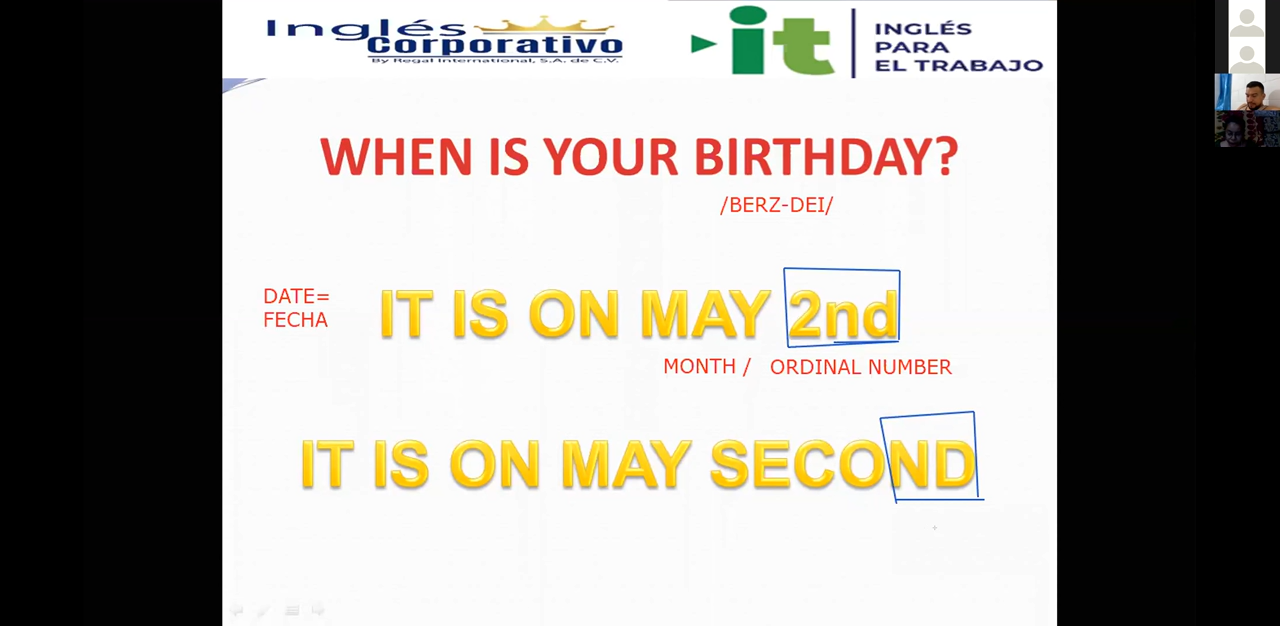 Inglés
Corporativo
By Regal International, S.A. de C.V.
it
INGLÉS
PARA
EL TRABAJO
WHEN IS YOUR BIRTHDAY?
/BERZ-DEI/
DATE=
FECHA
IT IS ON MAY 2nd
MONTH / ORDINAL NUMBER
IT IS ON MAY SECOND